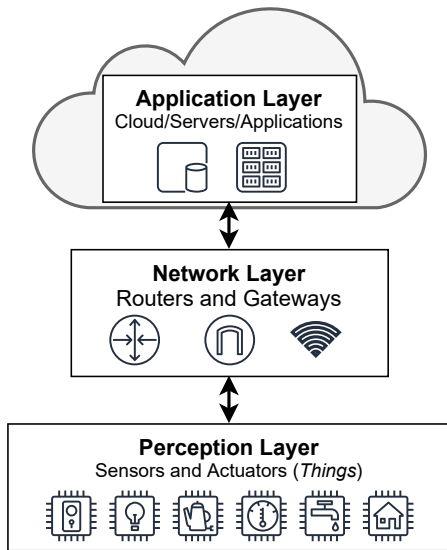 Application Layer
Cloud/Servers/Applications
Network Layer
Routers and Gateways
Perception Layer
Sensors and Actuators (Things)